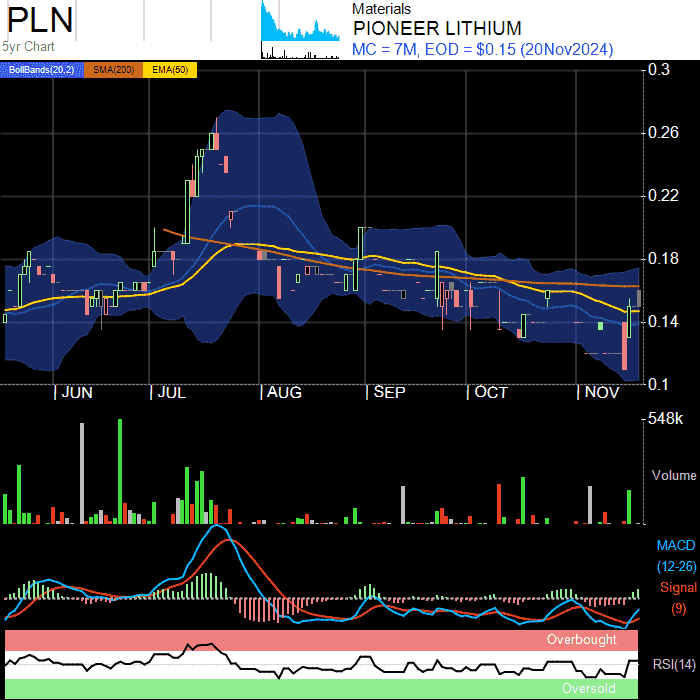 PLN
5yr Chart
Materials
PIONEER LITHIUM
MC = 7M, EOD = $0.15 (20Nov2024)
BollBands(20,2) SMA(200) EMA(50)
0.3
0.26
0.22
0.18
0.14
0.1
| JUN | JUL | AUG | SEP | OCT | NOV
548k
Volume
MACD
(12-26)
Signal
(9)
Overbought
RSI(14)
Oversold